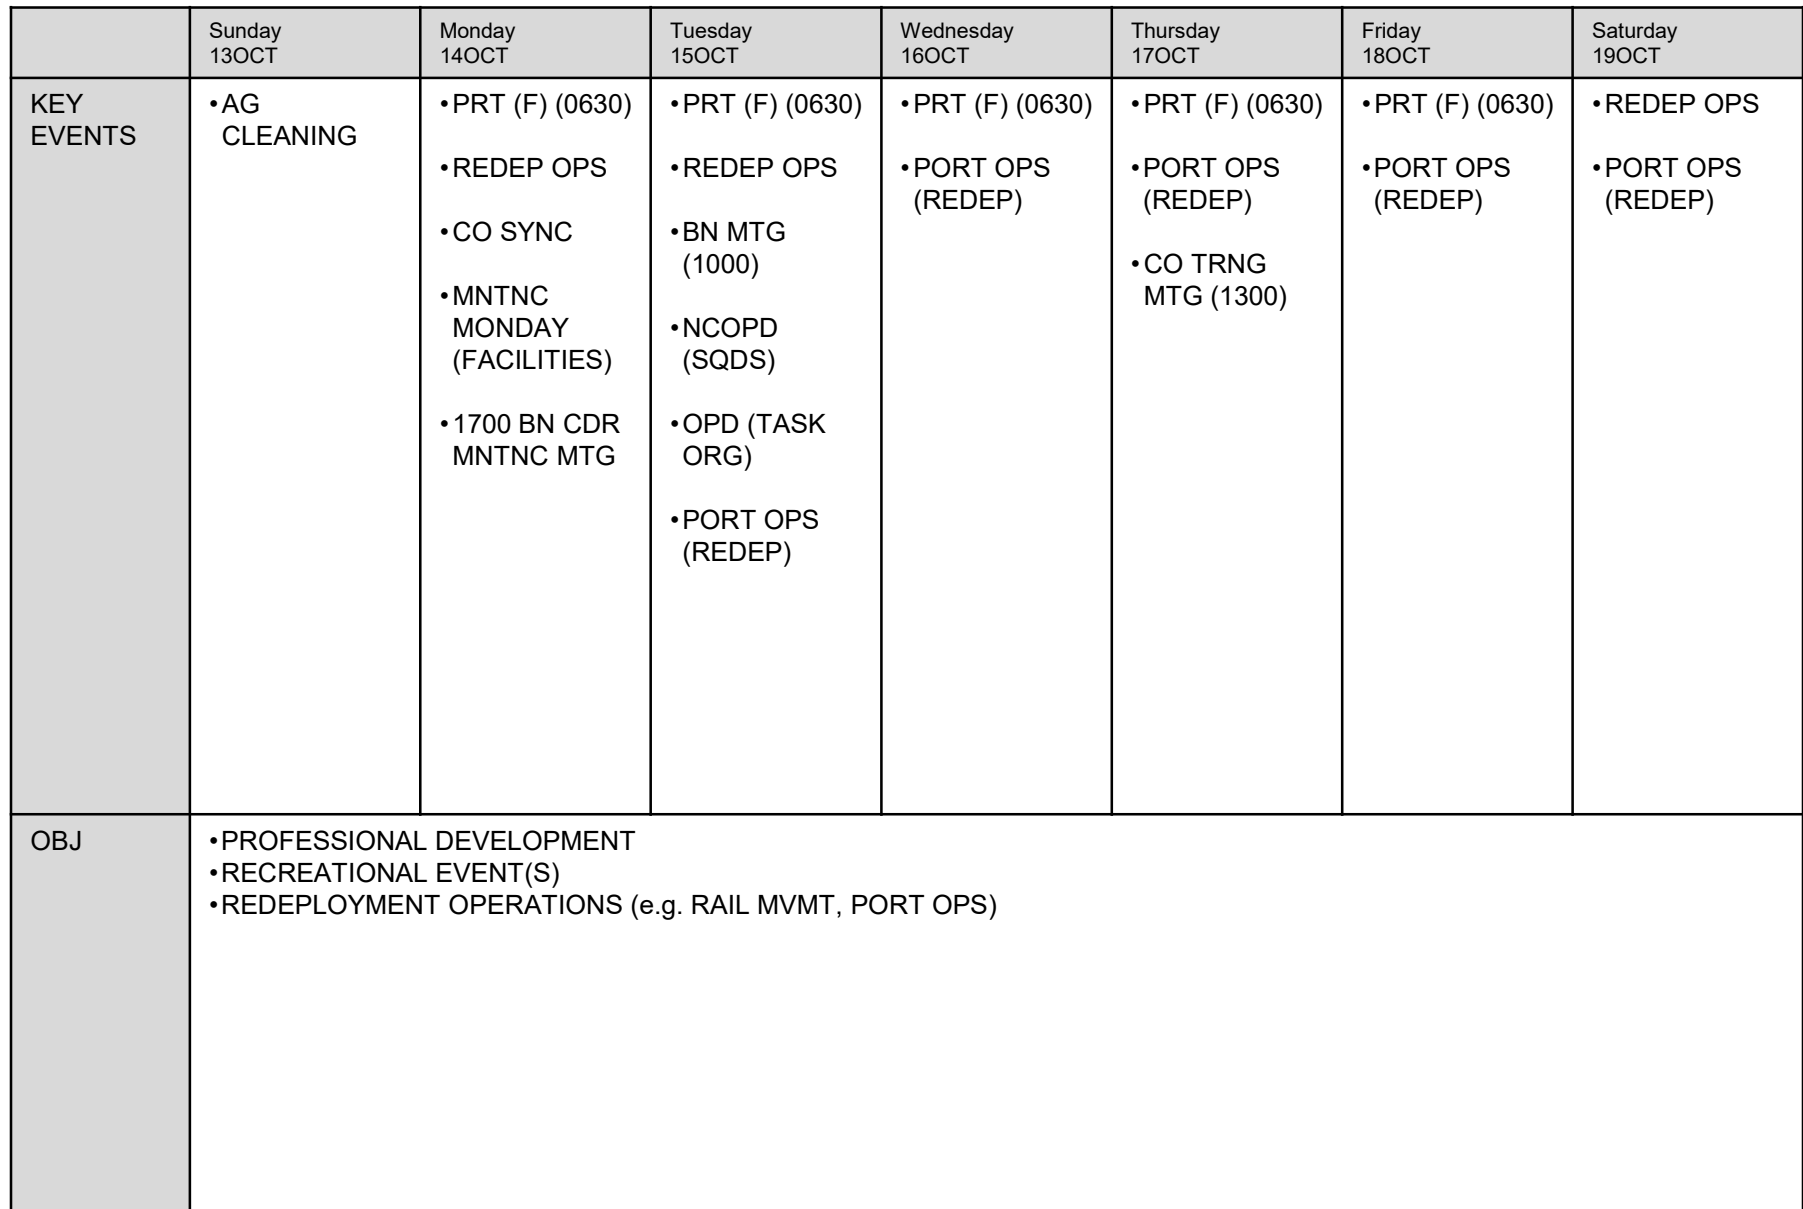 Sunday
13OCT
Monday
14OCT
Tuesday
15OCT
Wednesday
16OCT
Thursday
17OCT
Friday
18OCT
Saturday
19OCT
KEY
EVENTS
•AG
CLEANING
•PRT (F) (0630)
•REDEP OPS
•CO SYNC
•MNTNC
MONDAY
(FACILITIES)
•1700 BN CDR
MNTNC MTG
•PRT (F) (0630)
•REDEP OPS
•BN MTG
(1000)
•NCOPD
(SQDS)
•OPD (TASK
ORG)
•PORT OPS
(REDEP)
•PRT (F) (0630)
•PORT OPS
(REDEP)
•PRT (F) (0630)
•PORT OPS
(REDEP)
•CO TRNG
MTG (1300)
•PRT (F) (0630)
•PORT OPS
(REDEP)
•REDEP OPS
•PORT OPS
(REDEP)
OBJ
•PROFESSIONAL DEVELOPMENT
•RECREATIONAL EVENT(S)
•REDEPLOYMENT OPERATIONS (e.g. RAIL MVMT, PORT OPS)